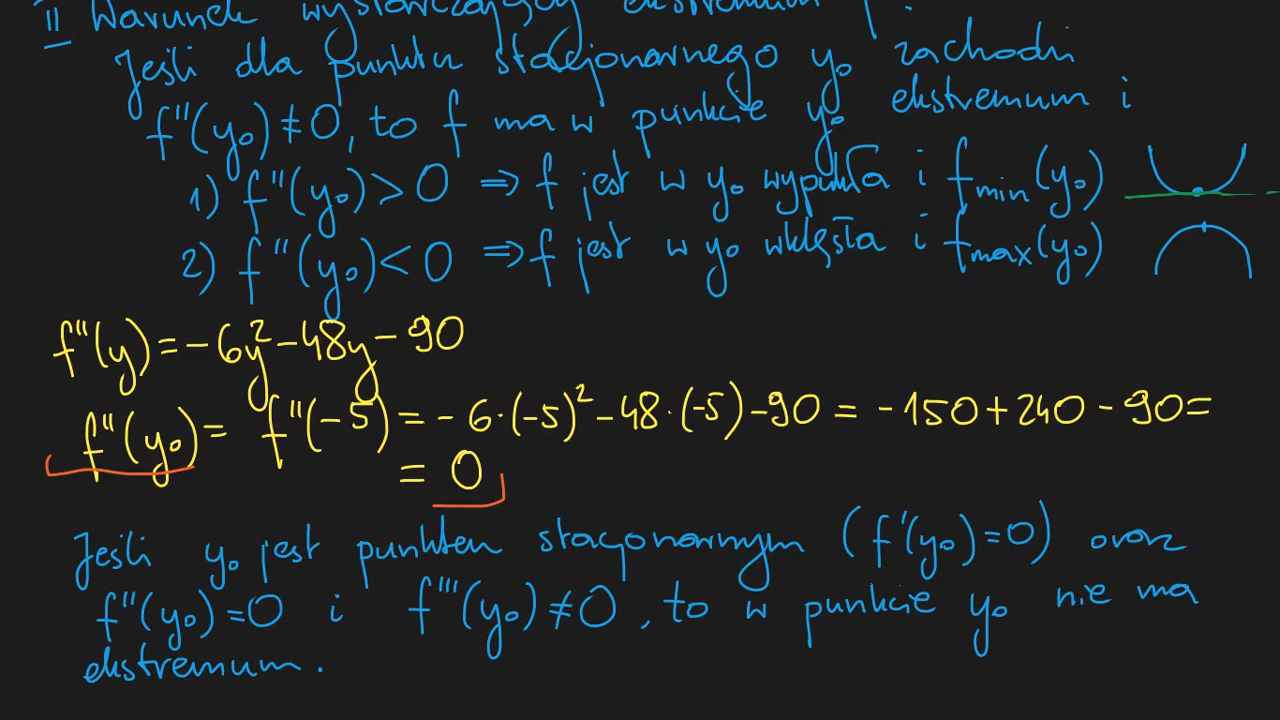 II Warunek wystarczający ekstremum
Jeśli dla punktu stacjonarnego y₀ zachodzi
f''(y₀) ≠ 0, to f ma w punkcie y₀ ekstremum i
1) f''(y₀) > 0 ⇒ f jest w y₀ wypukła i fmin(y₀)
2) f''(y₀) < 0 ⇒ f jest w y₀ wklęsła i fmax(y₀)
f''(y) = -6y² - 48y - 90
f''(y₀) = f''(-5) = -6·(-5)² - 48·(-5) - 90 = -150 + 240 - 90 =
= 0
Jeśli y₀ jest punktem stacjonarnym (f'(y₀) = 0) oraz
f''(y₀) = 0 i f'''(y₀) ≠ 0, to w punkcie y₀ nie ma
ekstremum.